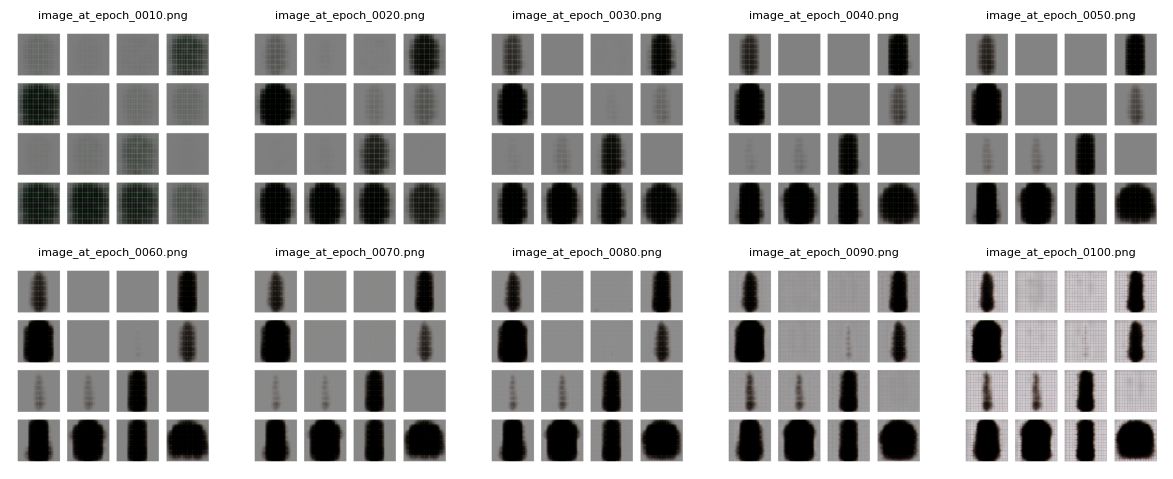 image_at_epoch_0010.png
image_at_epoch_0020.png
image_at_epoch_0030.png
image_at_epoch_0040.png
image_at_epoch_0050.png
image_at_epoch_0060.png
image_at_epoch_0070.png
image_at_epoch_0080.png
image_at_epoch_0090.png
image_at_epoch_0100.png